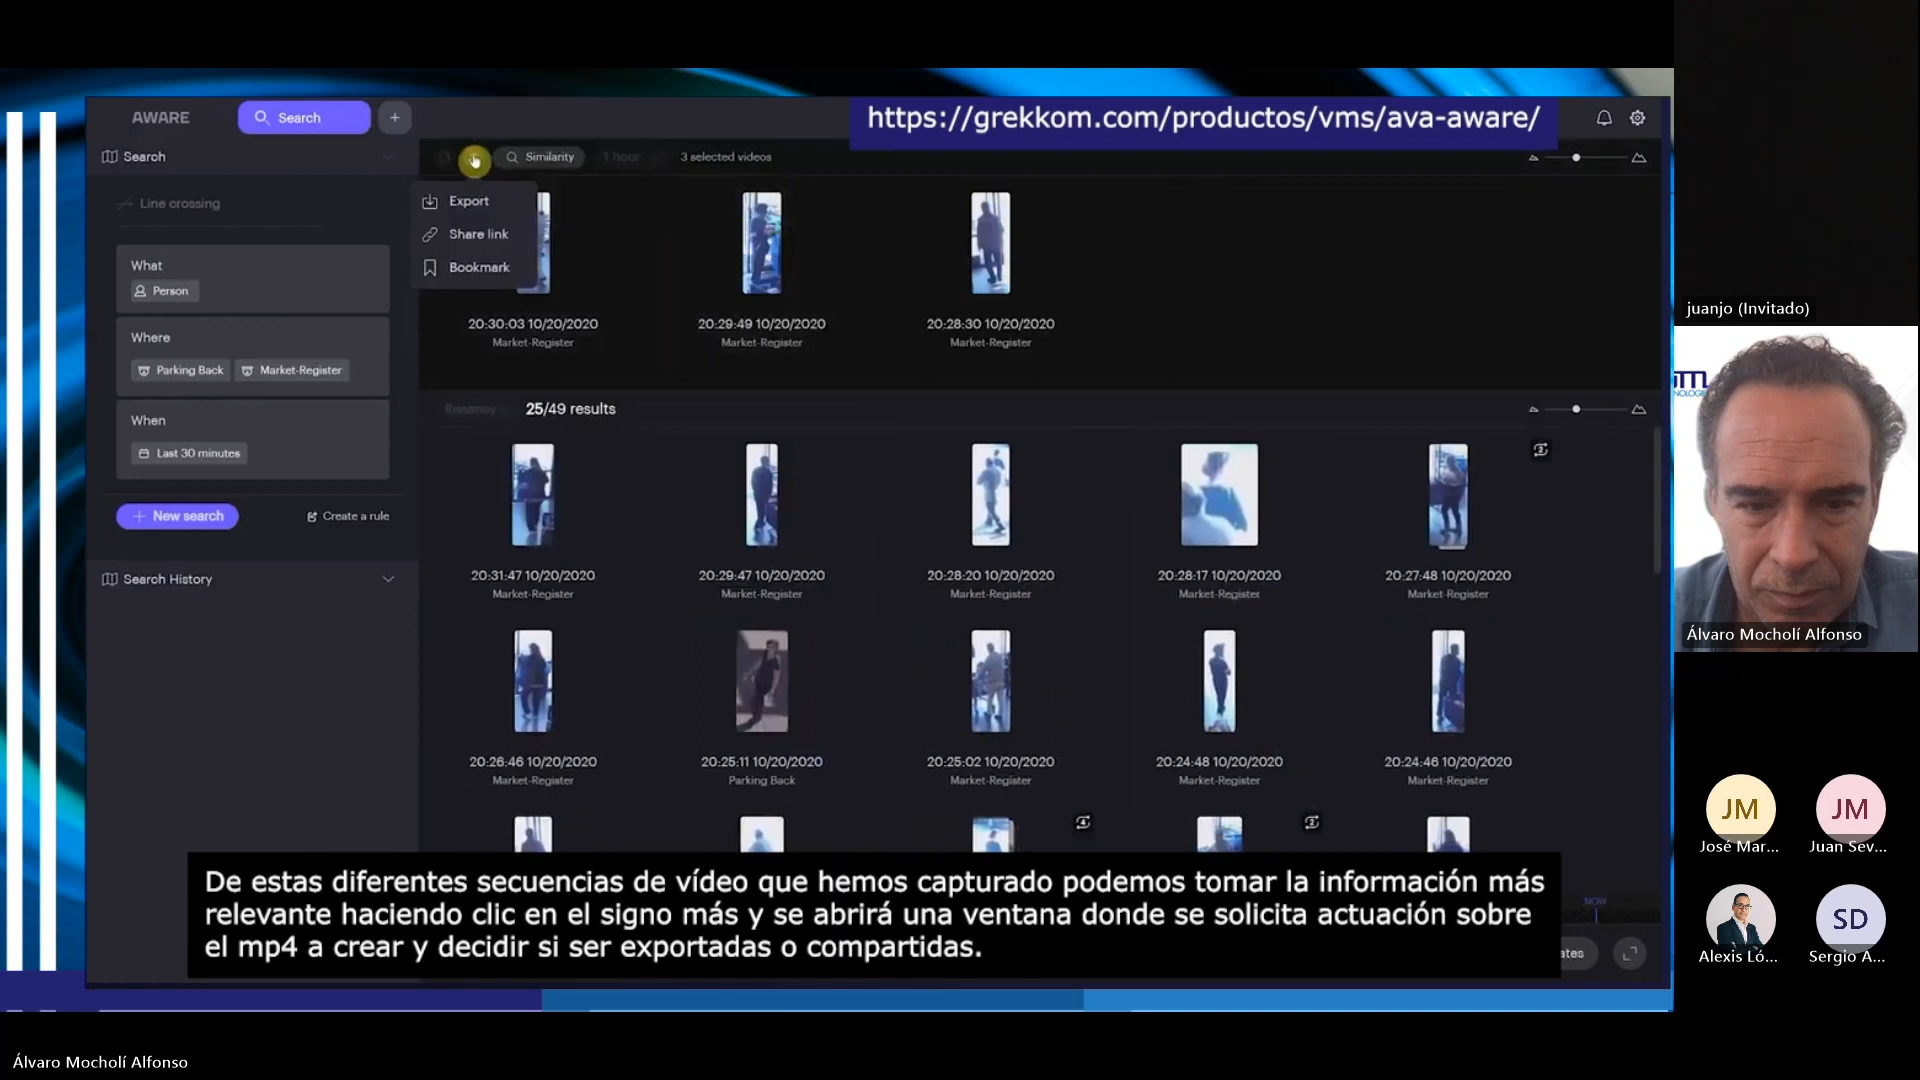 https://grekkom.com/productos/vms/ava-aware/
AWARE
Search
+
Search
Similarity
1 hour
3 selected videos
Line crossing
Export
Share link
Bookmark
What
Person
Where
Parking Back
Market-Register
When
Last 30 minutes
New search
Create a rule
Search History
20:30:03 10/20/2020
Market-Register
20:29:49 10/20/2020
Market-Register
20:28:30 10/20/2020
Market-Register
Recency
25/49 results
20:31:47 10/20/2020
Market-Register
20:29:47 10/20/2020
Market-Register
20:28:20 10/20/2020
Market-Register
20:28:17 10/20/2020
Market-Register
20:27:48 10/20/2020
Market-Register
20:26:46 10/20/2020
Market-Register
20:25:11 10/20/2020
Parking Back
20:25:02 10/20/2020
Market-Register
20:24:48 10/20/2020
Market-Register
20:24:46 10/20/2020
Market-Register
NOW
De estas diferentes secuencias de vídeo que hemos capturado podemos tomar la información más
relevante haciendo clic en el signo más y se abrirá una ventana donde se solicita actuación sobre
el mp4 a crear y decidir si ser exportadas o compartidas.
juanjo (Invitado)
Álvaro Mocholí Alfonso
JM
José Mar...
JM
Juan Sev...
Alexis Ló...
SD
Sergio A...
Álvaro Mocholí Alfonso